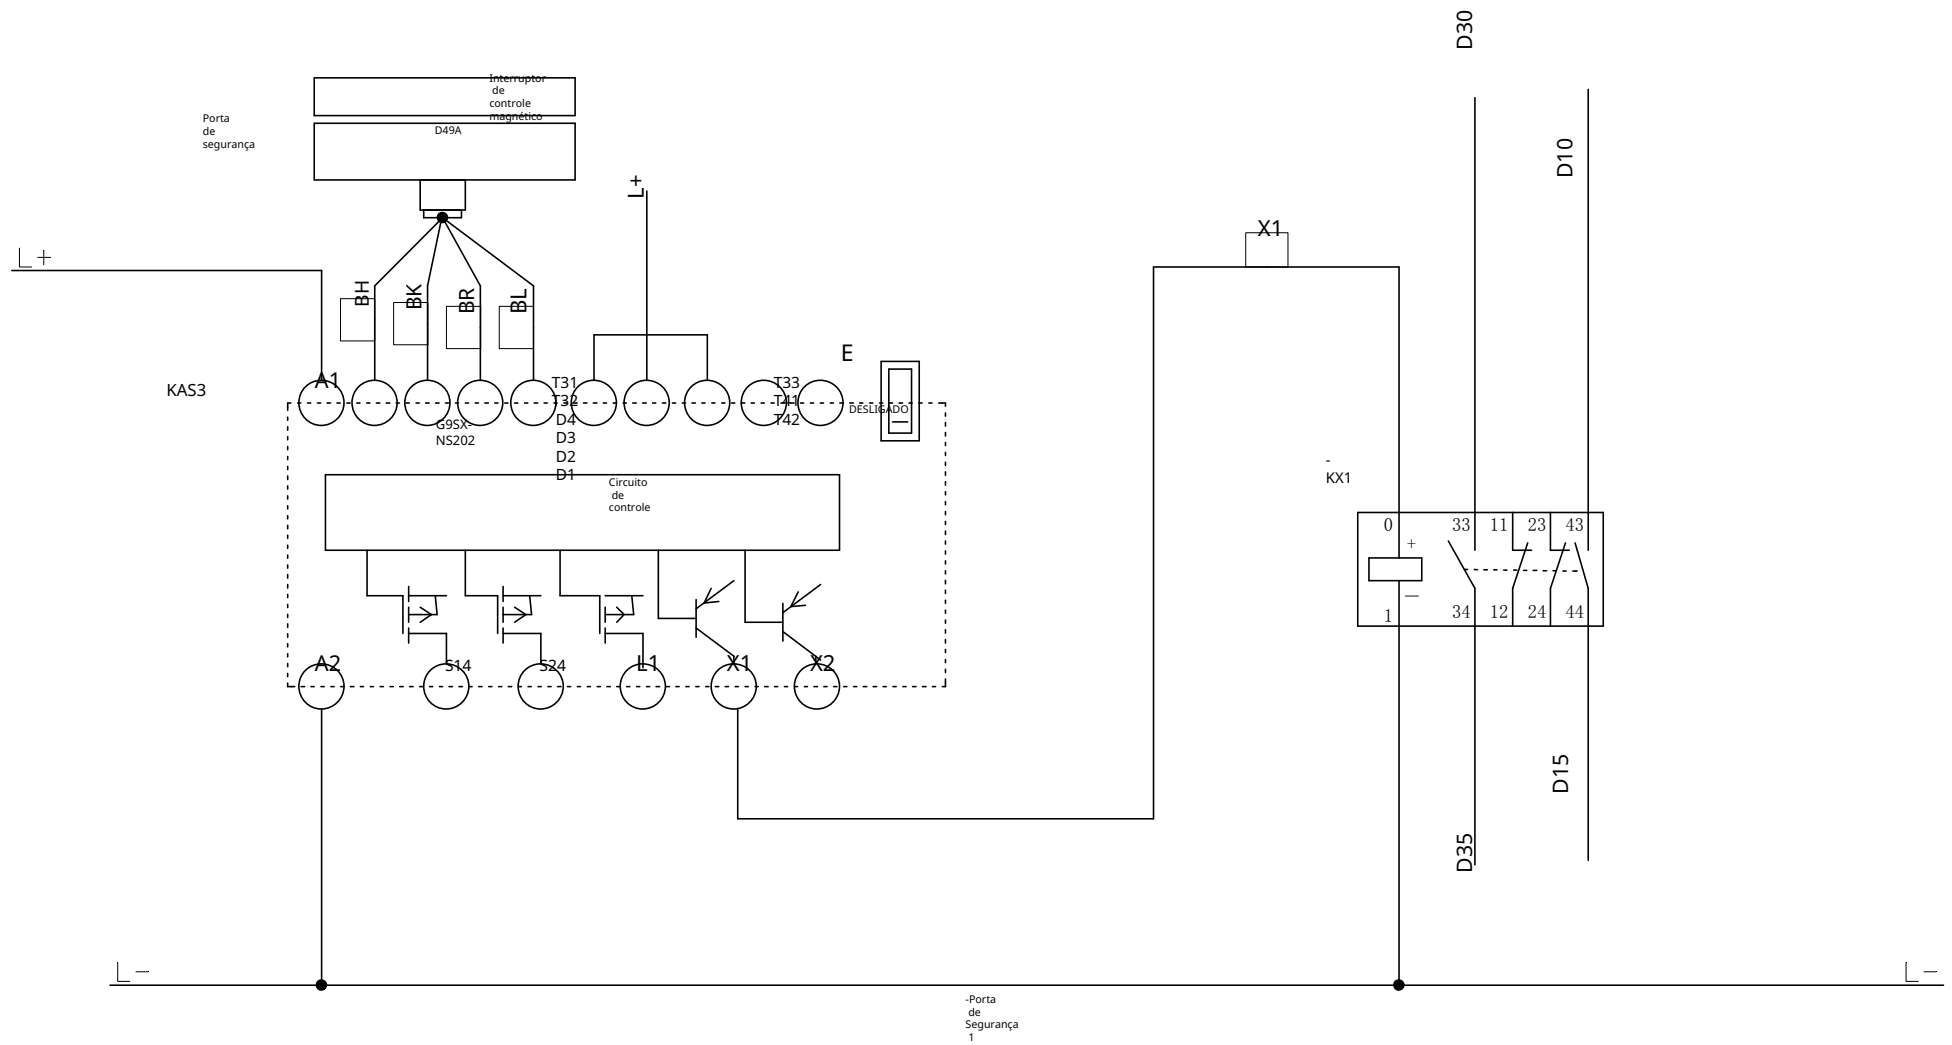 D30
Interruptor
de
controle
magnético
Porta
de
segurança
D49A
D10
L+
X1
L+
BH
BK
BR
BL
E
A1
KAS3
T31
T32
D4
D3
D2
D1
T33
T41
T42
DESLIGADO
G9SX-
NS202
-
KX1
Circuito
de
controle
0
33
11
23
43
+
−
1
34
12
24
44
A2
S14
S24
L1
X1
X2
D15
D35
L−
L−
-Porta
de
Segurança
1